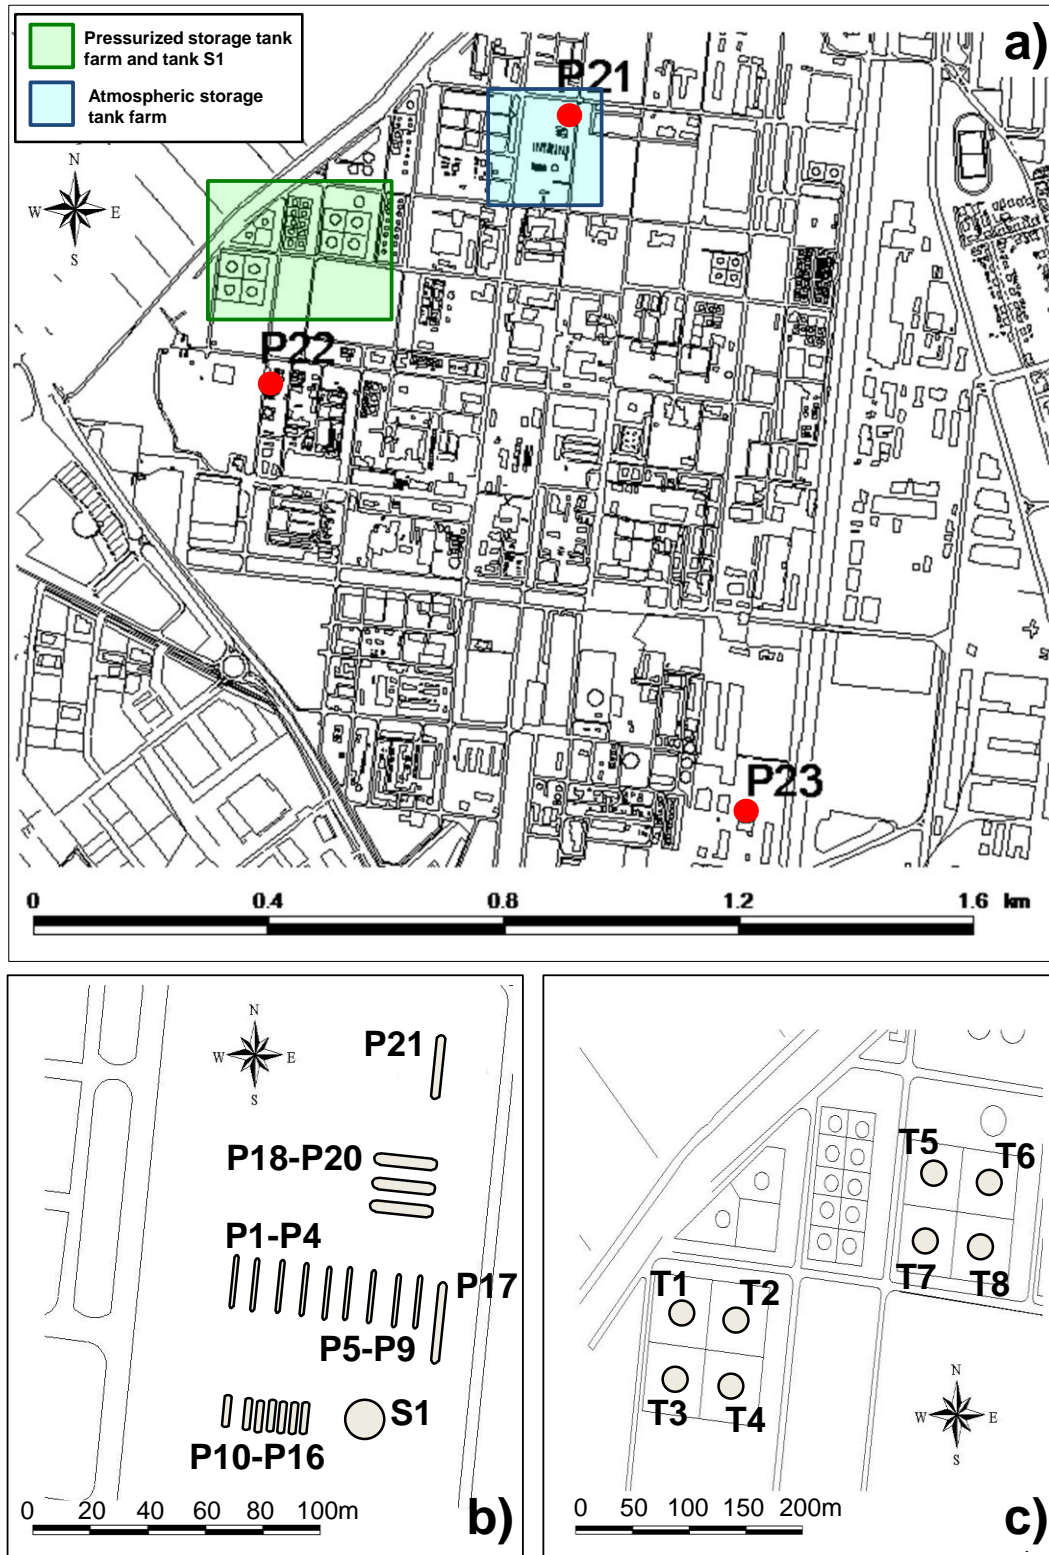 Pressurized storage tank
farm and tank S1
Atmospheric storage
tank farm
a)
P21
N
W E
S
P22
P23
0 0.4 0.8 1.2 1.6 km
N
W E
S
P21
P18-P20
P1-P4
P17
P5-P9
S1
P10-P16
0 20 40 60 80 100m
b)
T5
T6
T1
T2
T7
T8
T3
T4
N
W E
S
0 50 100 150 200m
c)